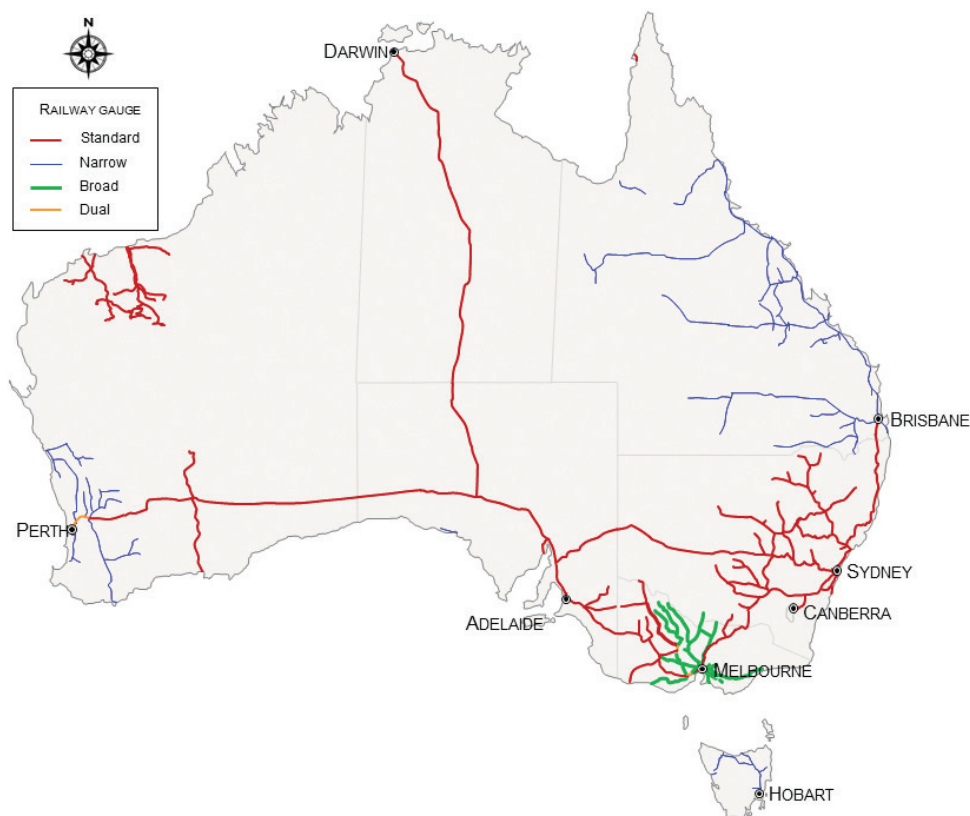 N
DARWIN
RAILWAY GAUGE
Standard
Narrow
Broad
Dual
BRISBANE
PERTH
SYDNEY
CANBERRA
ADELAIDE
MELBOURNE
HOBART